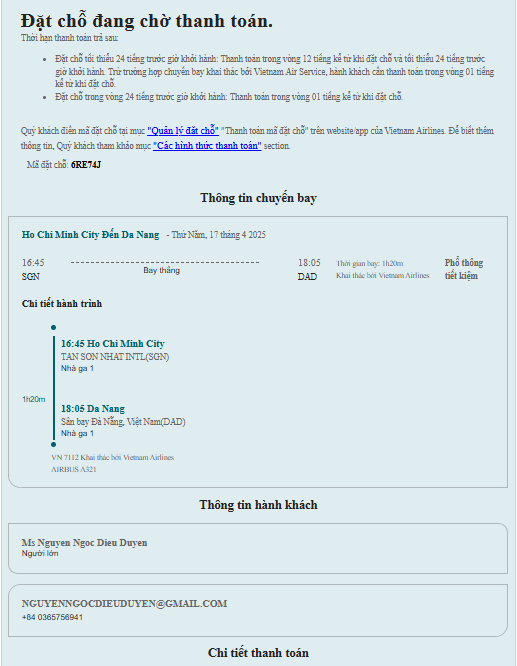 Đặt chỗ đang chờ thanh toán.
Thời hạn thanh toán trả sau:
• Đặt chỗ tối thiểu 24 tiếng trước giờ khởi hành: Thanh toán trong vòng 12 tiếng kể từ khi đặt chỗ và tối thiểu 24 tiếng trước
giờ khởi hành. Trừ trường hợp chuyến bay khai thác bởi Vietnam Air Service, hành khách cần thanh toán trong vòng 01 tiếng
kể từ khi đặt chỗ.
• Đặt chỗ trong vòng 24 tiếng trước giờ khởi hành: Thanh toán trong vòng 01 tiếng kể từ khi đặt chỗ.
Quý khách điền mã đặt chỗ tại mục "Quản lý đặt chỗ" "Thanh toán mã đặt chỗ" trên website/app của Vietnam Airlines. Để biết thêm
thông tin, Quý khách tham khảo mục "Các hình thức thanh toán" section.
Mã đặt chỗ: 6RE74J
Thông tin chuyến bay
Ho Chi Minh City Đến Da Nang - Thứ Năm, 17 tháng 4 2025
16:45 18:05 Thời gian bay: 1h20m Phổ thông
Bay thẳng
SGN DAD Khai thác bởi Vietnam Airlines tiết kiệm
Chi tiết hành trình
16:45 Ho Chi Minh City
TAN SON NHAT INTL(SGN)
Nhà ga 1
1h20m
18:05 Da Nang
Sân bay Đà Nẵng, Việt Nam(DAD)
Nhà ga 1
VN 7112 Khai thác bởi Vietnam Airlines
AIRBUS A321
Thông tin hành khách
Ms Nguyen Ngoc Dieu Duyen
Người lớn
NGUYENNGOCDIEUDUYEN@GMAIL.COM
+84 0365756941
Chi tiết thanh toán